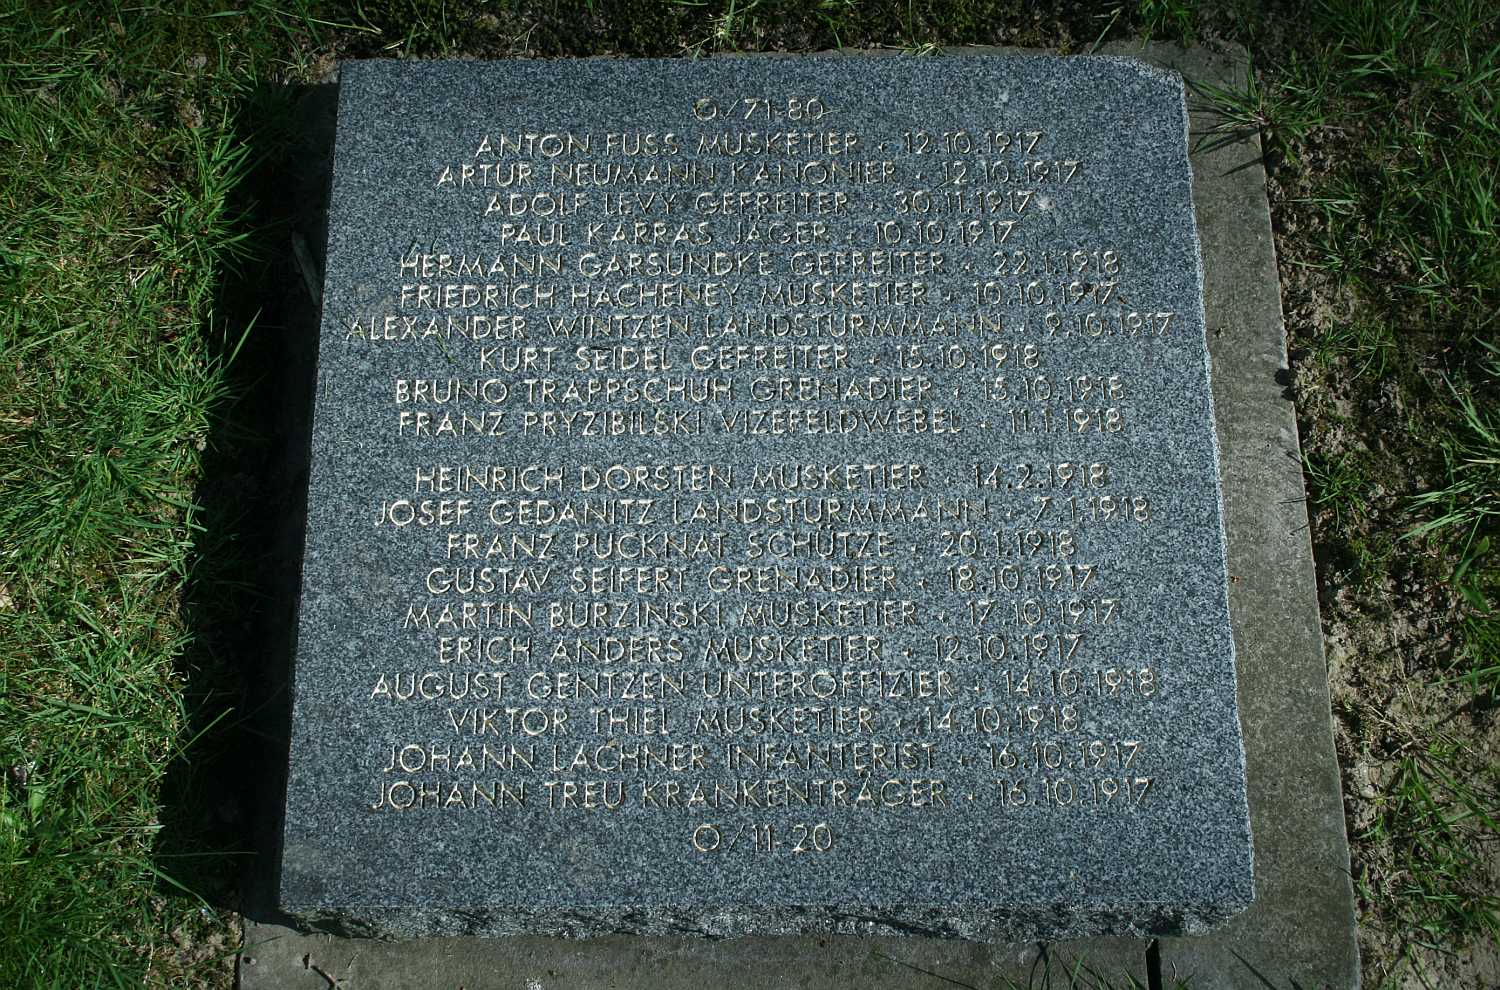 O/71-80
ANTON FUSS MUSKETIER · 12.10.1917
ARTUR NEUMANN KANONIER · 12.10.1917
ADOLF LEVY GEFREITER · 30.11.1917
PAUL KARRAS JÄGER · 10.10.1917
HERMANN GARSUNDKE GEFREITER · 22.1.1918
FRIEDRICH HACHENEY MUSKETIER · 10.10.1917
ALEXANDER WINTZEN LANDSTURMMANN · 9.10.1917
KURT SEIDEL GEFREITER · 15.10.1918
BRUNO TRAPPSCHUH GRENADIER · 15.10.1918
FRANZ PRYZIBILSKI VIZEFELDWEBEL · 11.1.1918
HEINRICH DORSTEN MUSKETIER · 14.2.1918
JOSEF GEDANITZ LANDSTURMMANN · 7.1.1918
FRANZ PUCKNAT SCHÜTZE · 20.1.1918
GUSTAV SEIFERT GRENADIER · 18.10.1917
MARTIN BURZINSKI MUSKETIER · 17.10.1917
ERICH ANDERS MUSKETIER · 12.10.1917
AUGUST GENTZEN UNTEROFFIZIER · 14.10.1918
VIKTOR THIEL MUSKETIER · 14.10.1918
JOHANN LACHNER INFANTERIST · 16.10.1917
JOHANN TREU KRANKENTRÄGER · 16.10.1917
O/11-20